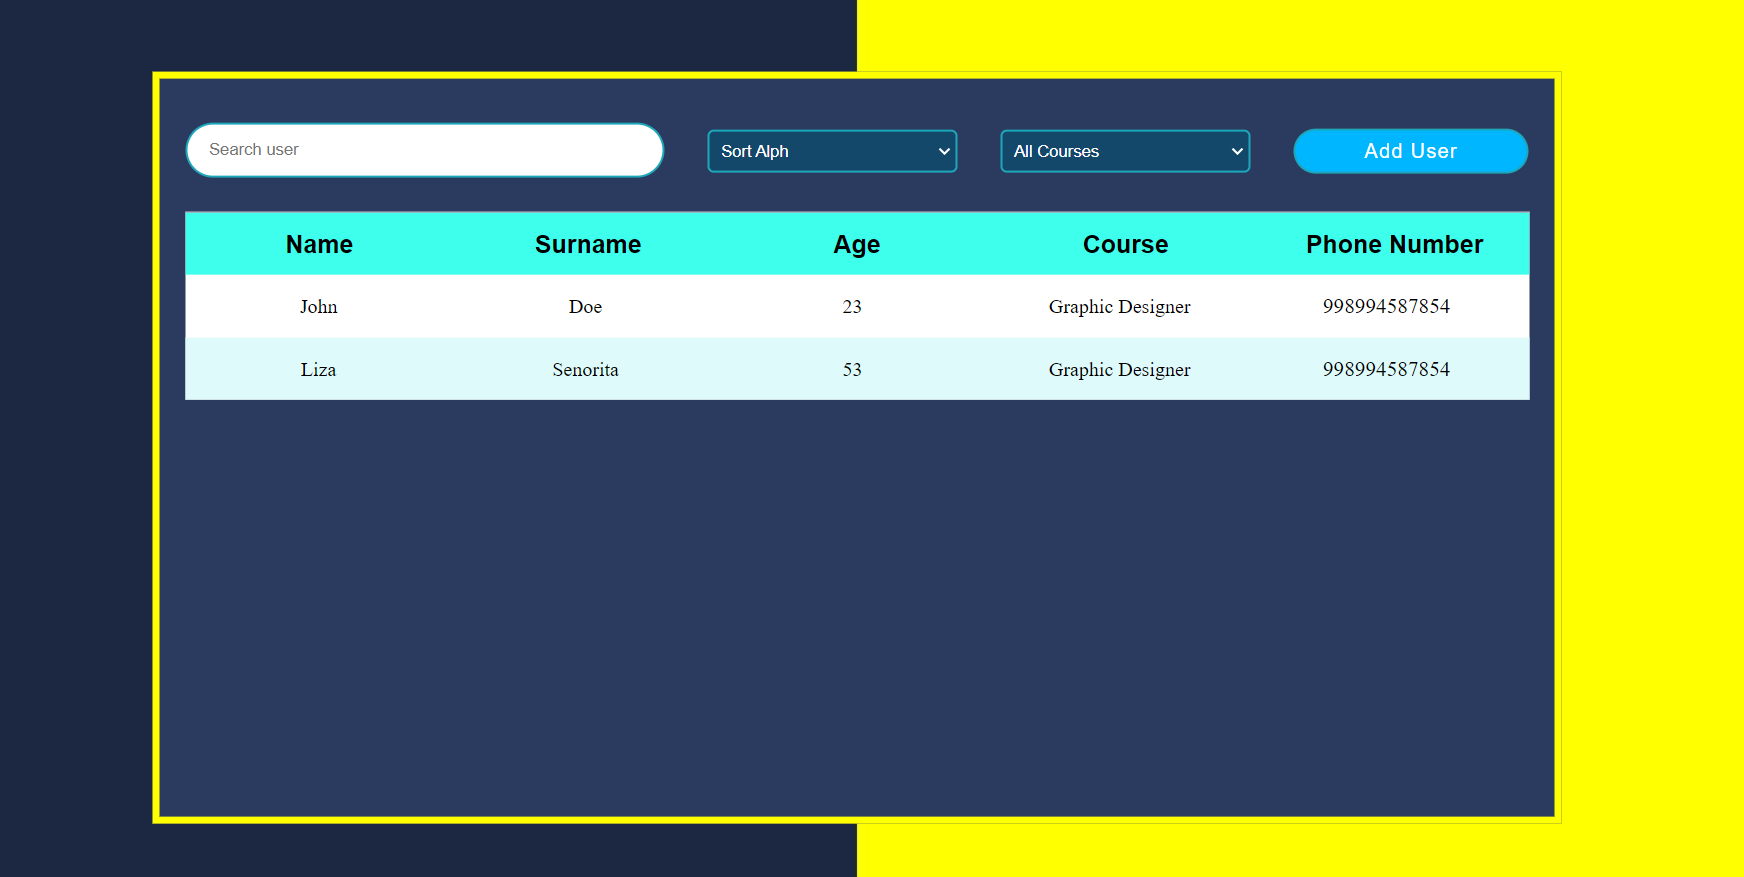 Search user Sort Alph All Courses Add User
Name Surname Age Course Phone Number
John Doe 23 Graphic Designer 998994587854
Liza Senorita 53 Graphic Designer 998994587854